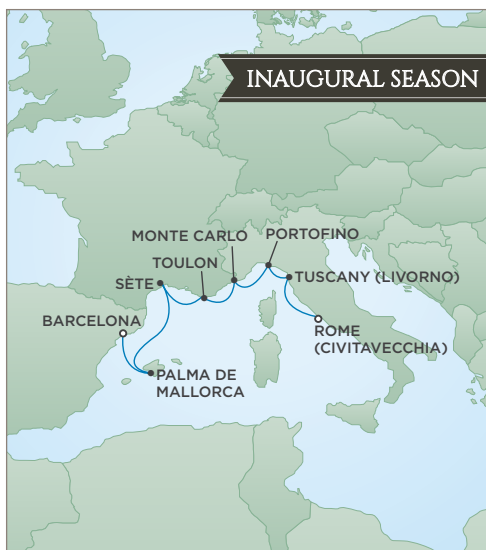 INAUGURAL SEASON
MONTE CARLO
PORTOFINO
TOULON
SÈTE
TUSCANY (LIVORNO)
BARCELONA
ROME
(CIVITAVECCHIA)
PALMA DE
MALLORCA